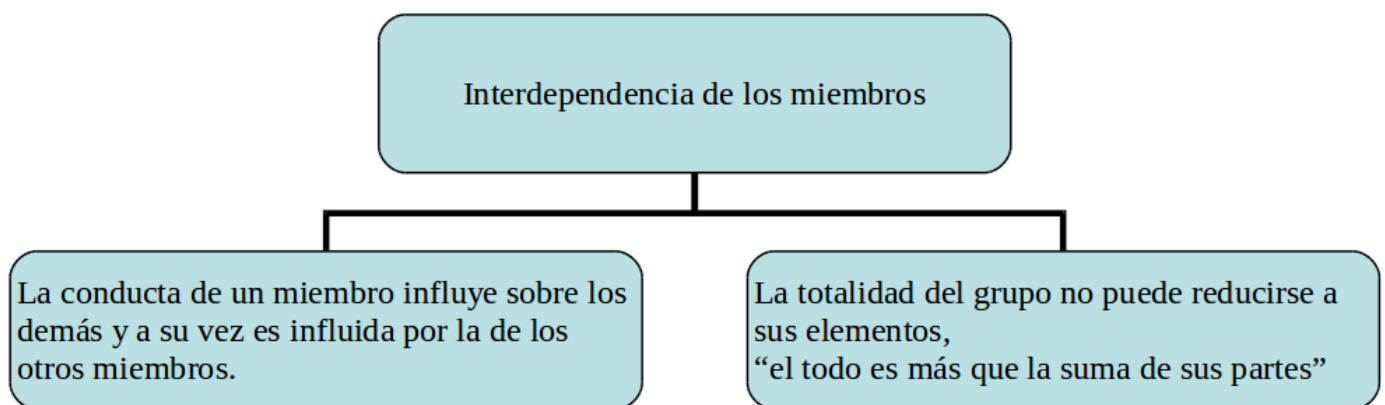 Interdependencia de los miembros
La conducta de un miembro influye sobre los
demás y a su vez es influida por la de los
otros miembros.
La totalidad del grupo no puede reducirse a
sus elementos,
“el todo es más que la suma de sus partes”